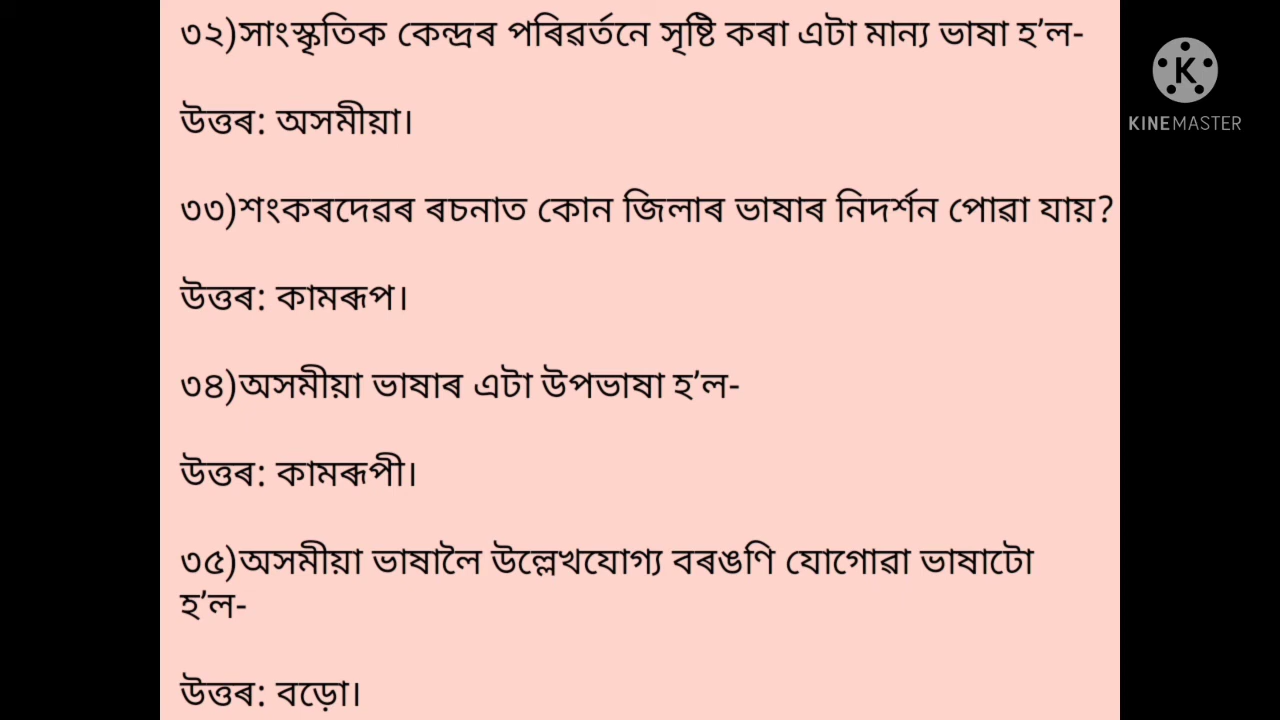 ৩২)সাংস্কৃতিক কেন্দ্ৰৰ পৰিৱৰ্তনে সৃষ্টি কৰা এটা মান্য ভাষা হ’ল-
উত্তৰ: অসমীয়া।
৩৩)শংকৰদেৱৰ ৰচনাত কোন জিলাৰ ভাষাৰ নিদৰ্শন পোৱা যায়?
উত্তৰ: কামৰূপ।
৩৪)অসমীয়া ভাষাৰ এটা উপভাষা হ’ল-
উত্তৰ: কামৰূপী।
৩৫)অসমীয়া ভাষালৈ উল্লেখযোগ্য বৰঙণি যোগোৱা ভাষাটো
হ’ল-
উত্তৰ: বড়ো।
K
KINEMASTER